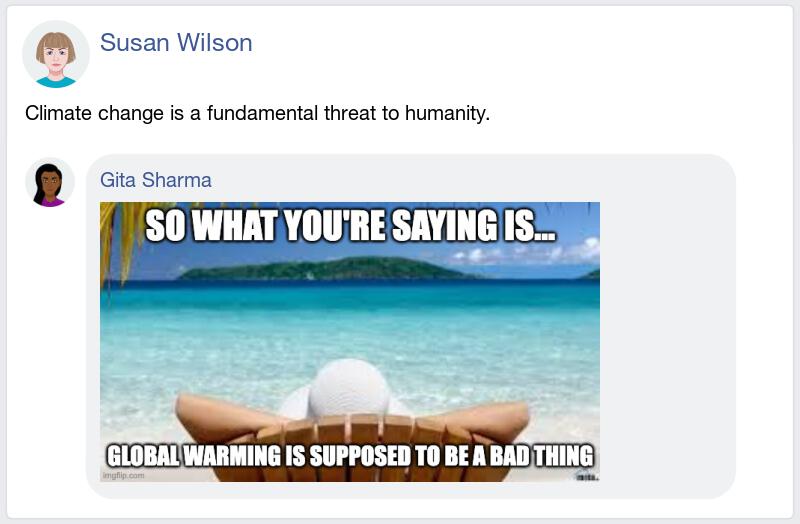 Susan Wilson
Climate change is a fundamental threat to humanity.
Gita Sharma
SO WHAT YOU'RE SAYING IS...
GLOBAL WARMING IS SUPPOSED TO BE A BAD THING
imgflip.com